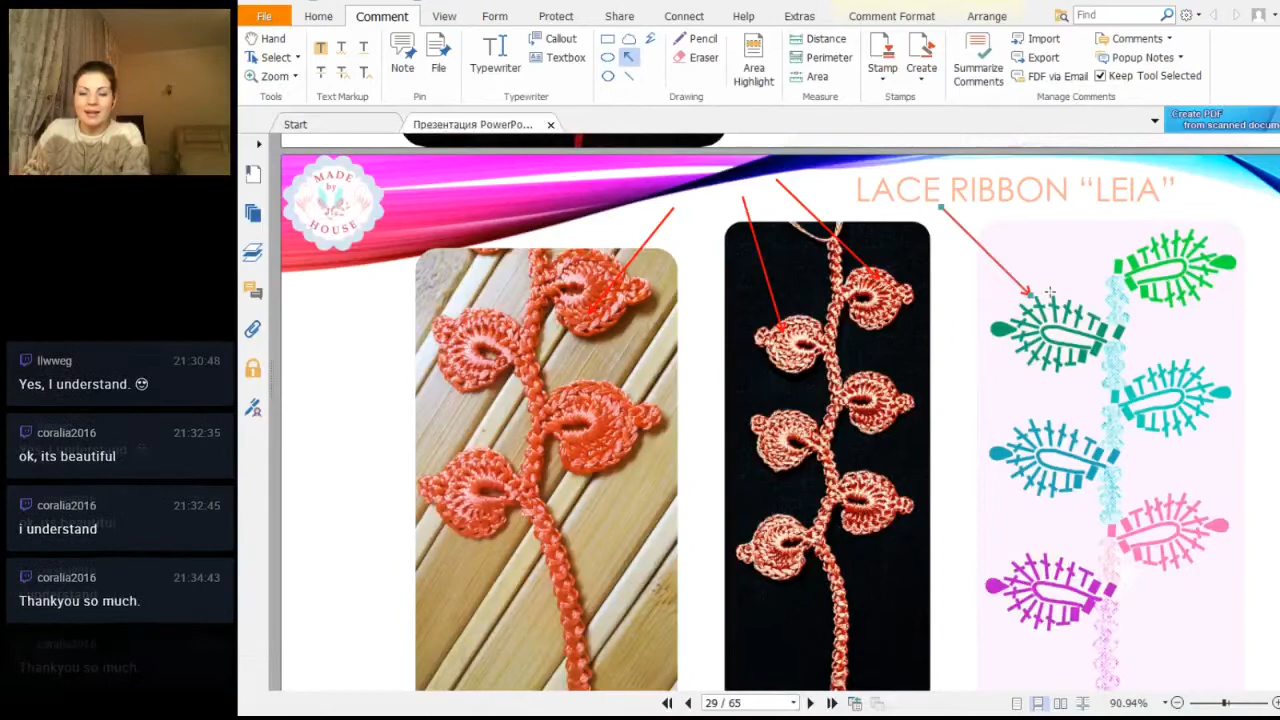 File Home Comment View Form Protect Share Connect Help Extras Comment Format Arrange Find
Hand
Select
Zoom
Tools
Text Markup
Note
File
Pin
Typewriter
Callout
Textbox
Typewriter
Pencil
Eraser
Drawing
Area
Highlight
Distance
Perimeter
Area
Measure
Stamp
Create
Stamps
Summarize
Comments
Import
Export
FDF via Email
Comments
Popup Notes
Keep Tool Selected
Manage Comments
Start
Презентация PowerPo...
Create PDF
from scanned docum
MADE
by
HOUSE
LACE RIBBON “LEIA”
llwweg 21:30:48
Yes, I understand.
coralia2016 21:32:35
ok, its beautiful
coralia2016 21:32:45
i understand
coralia2016 21:34:43
Thankyou so much.
coralia2016
Thankyou so much.
29 / 65
90.94%